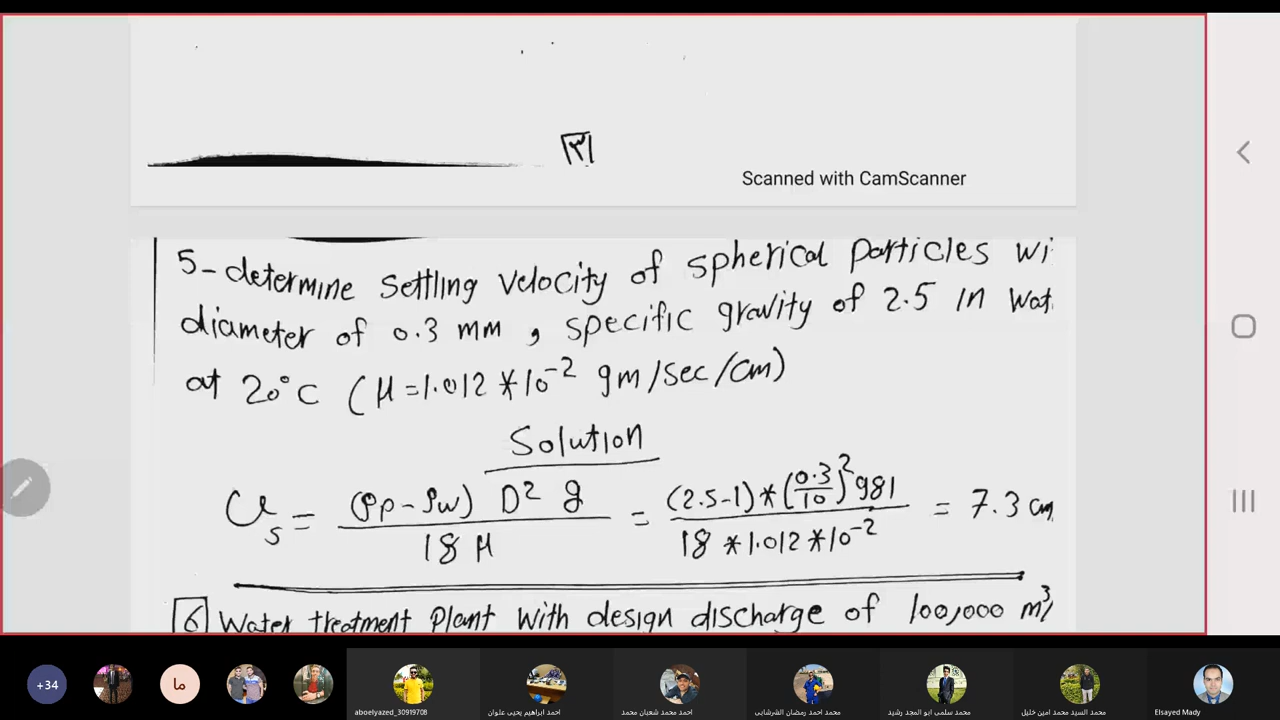 [٣]
Scanned with CamScanner
5- determine settling velocity of spherical particles wi
diameter of 0.3 mm , specific gravity of 2.5 in wat
at 20°C ( μ = 1.012 * 10^-2 gm/sec/cm)
Solution
υs = (ρp - ρw) D² g / 18 μ = (2.5-1) * (0.3/10)² 981 / 18 * 1.012 * 10^-2 = 7.3 cm
[6] Water treatment plant with design discharge of 100,000 m³/
+34
ما
aboelyazed_30919708
احمد ابراهيم يحيى علوان
احمد محمد شعبان محمد
محمد احمد رمضان الشرشابى
محمد سلمى ابو المجد رشيد
محمد السيد محمد امين خليل
Elsayed Mady